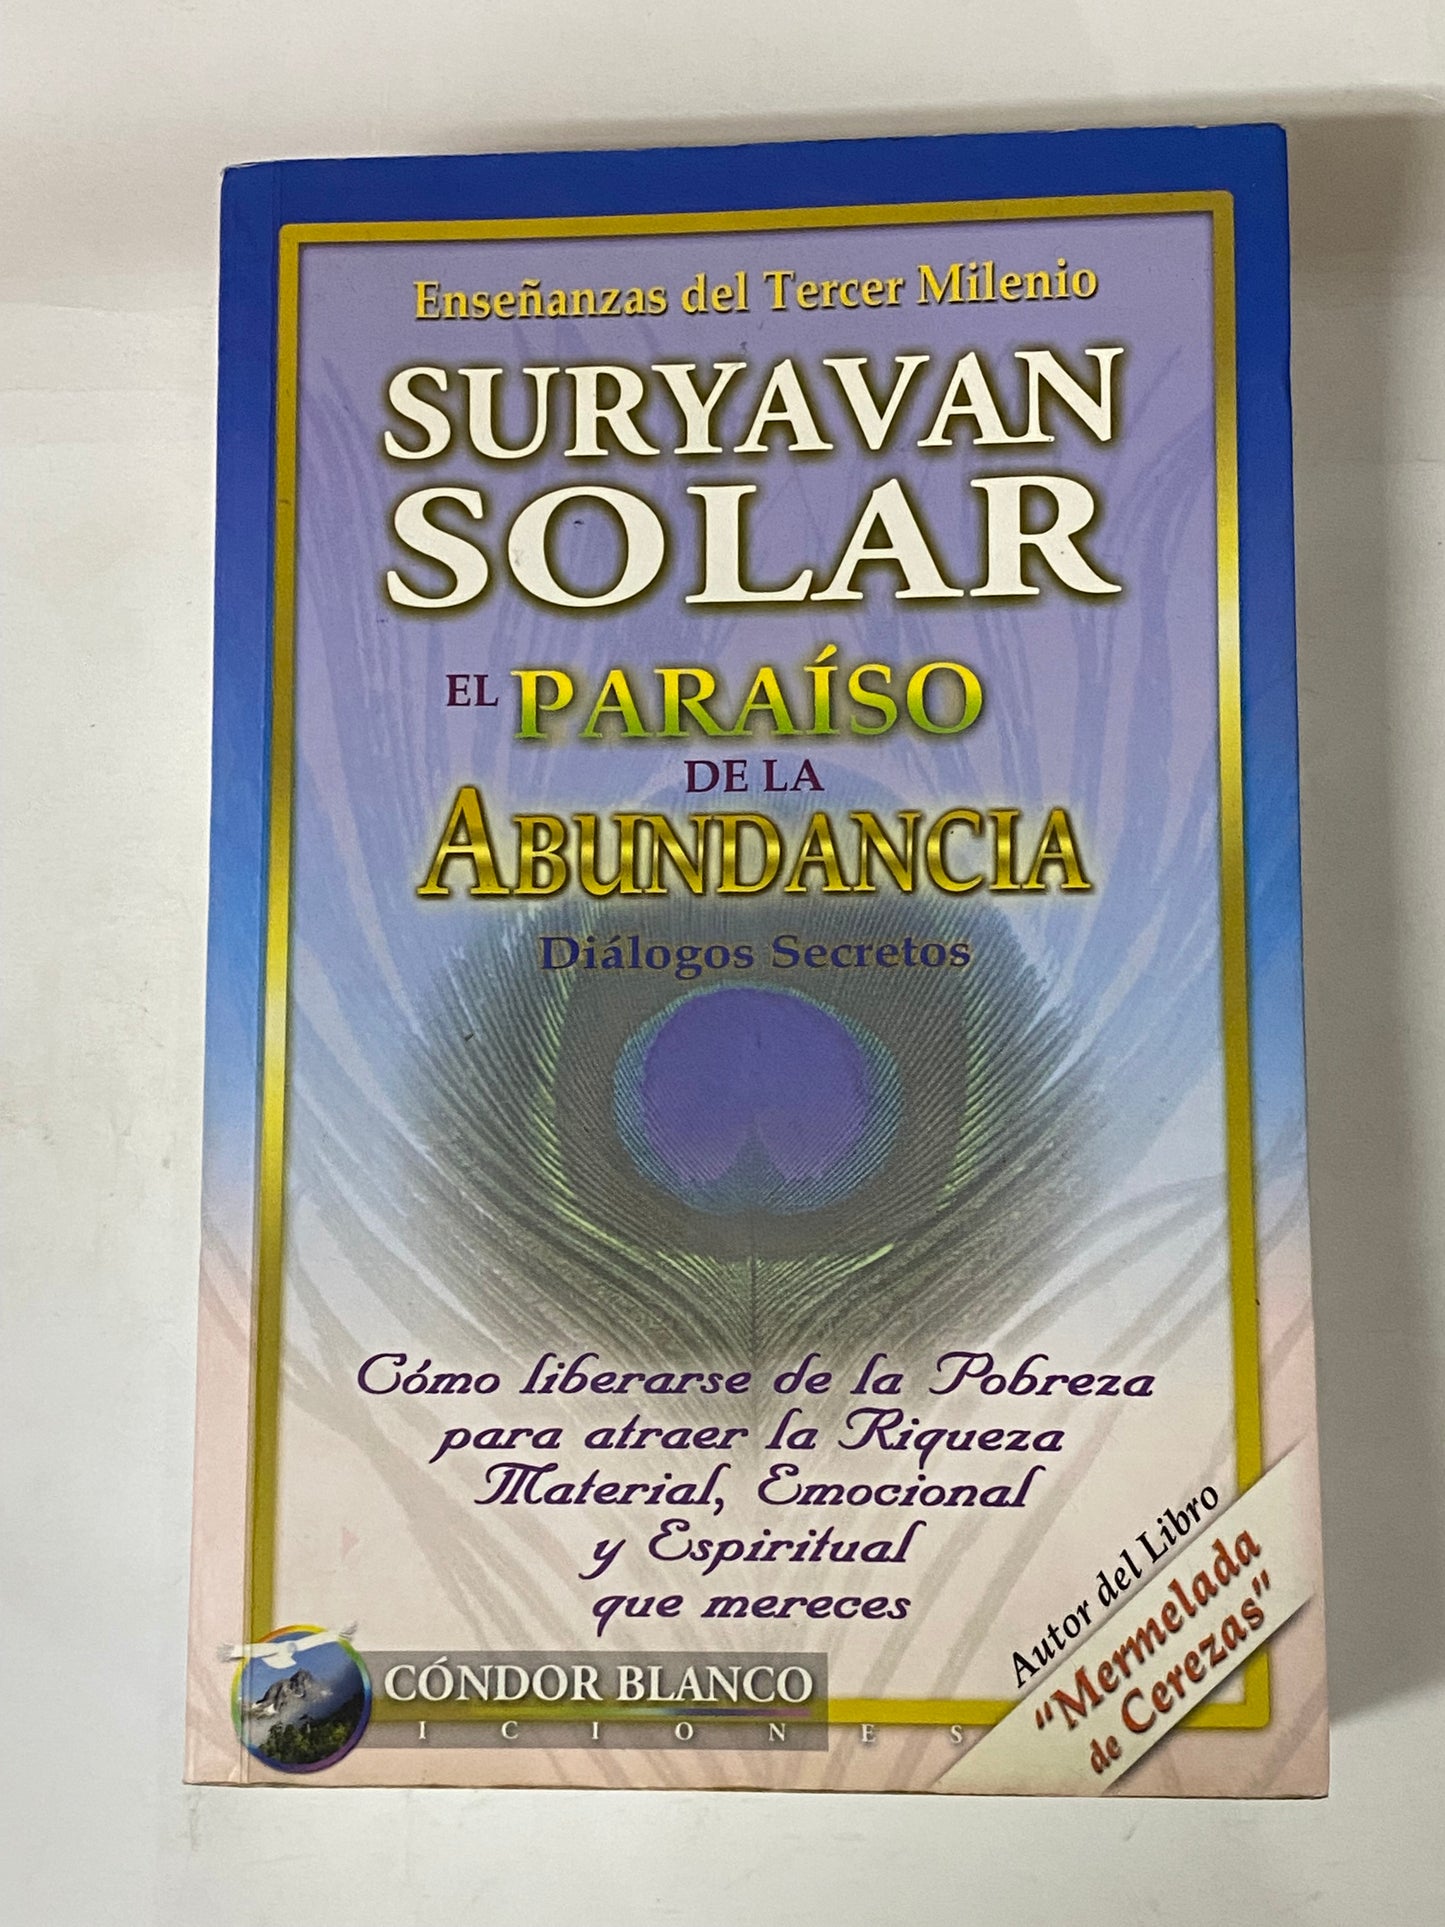 Enseñanzas del Tercer Milenio
SURYAVAN
SOLAR
EL PARAÍSO
DE LA
ABUNDANCIA
Diálogos Secretos
Cómo liberarse de la Pobreza
para atraer la Riqueza
Material, Emocional
y Espiritual
que mereces
Autor del Libro
"Mermelada
de Cerezas"
CÓNDOR BLANCO
ICIONES